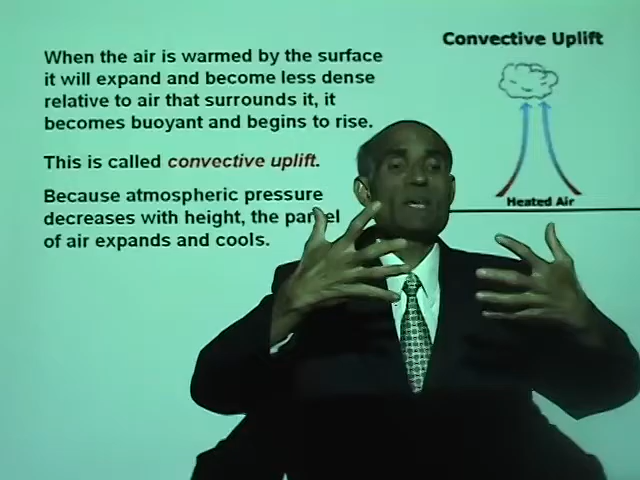 Convective Uplift
When the air is warmed by the surface
it will expand and become less dense
relative to air that surrounds it, it
becomes buoyant and begins to rise.
This is called convective uplift.
Because atmospheric pressure
decreases with height, the parcel
of air expands and cools.
Heated Air